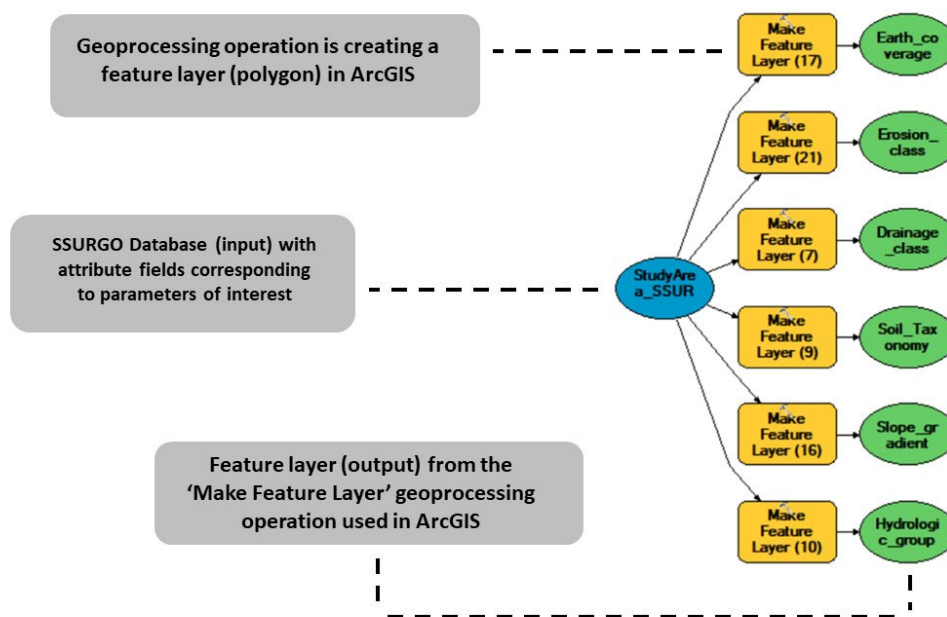 Geoprocessing operation is creating a
feature layer (polygon) in ArcGIS
SSURGO Database (input) with
attribute fields corresponding
to parameters of interest
Feature layer (output) from the
‘Make Feature Layer’ geoprocessing
operation used in ArcGIS
StudyAre
a_SSUR
Make
Feature
Layer (17)
Earth_co
verage
Make
Feature
Layer (21)
Erosion_
class
Make
Feature
Layer (7)
Drainage
_class
Make
Feature
Layer (9)
Soil_Tax
onomy
Make
Feature
Layer (16)
Slope_gr
adient
Make
Feature
Layer (10)
Hydrologi
c_group